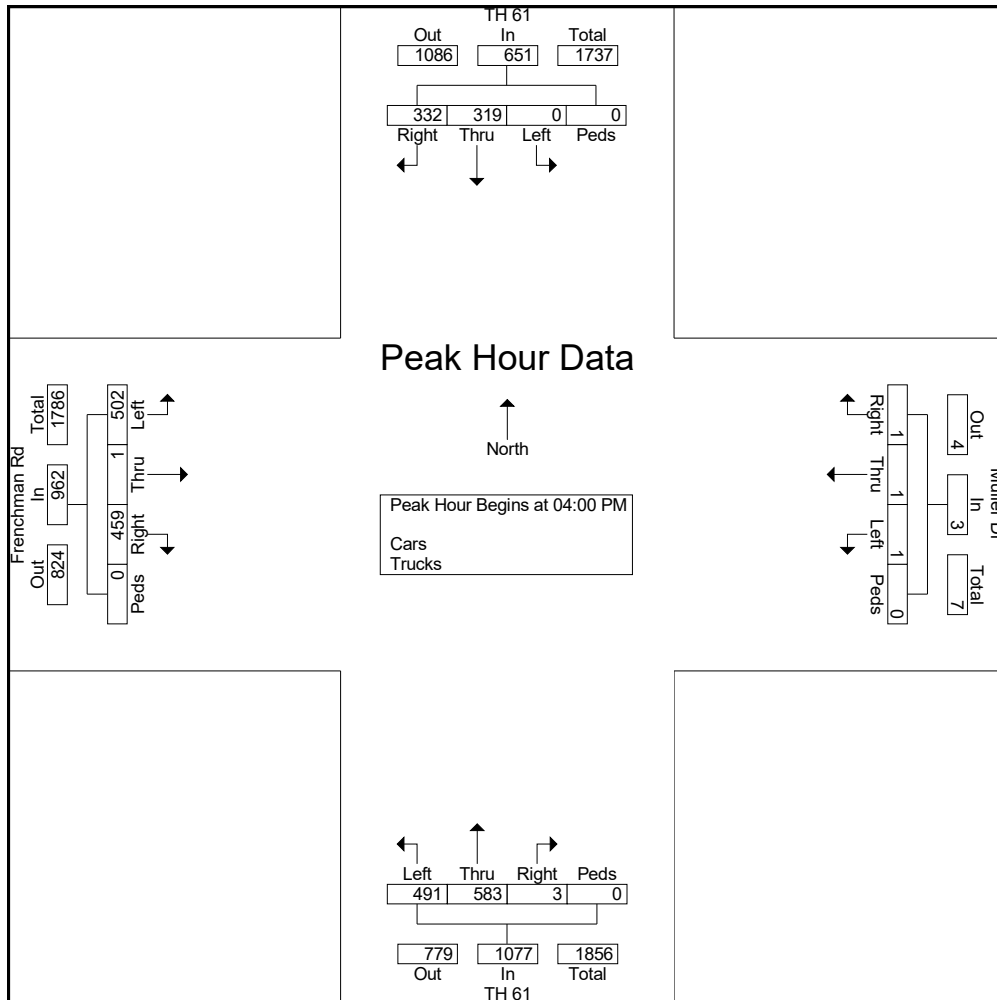 TH 61
Out In Total
1086 651 1737
332 319 0 0
Right Thru Left Peds
Peak Hour Data
North
Peak Hour Begins at 04:00 PM
Cars
Trucks
Frenchman Rd
Out In Total
824 962 1786
Left Thru Right Peds
502 1 459 0
Out In Total
4 3 7
Right Thru Left Peds
1 1 1 0
Left Thru Right Peds
491 583 3 0
779 1077 1856
Out In Total
TH 61